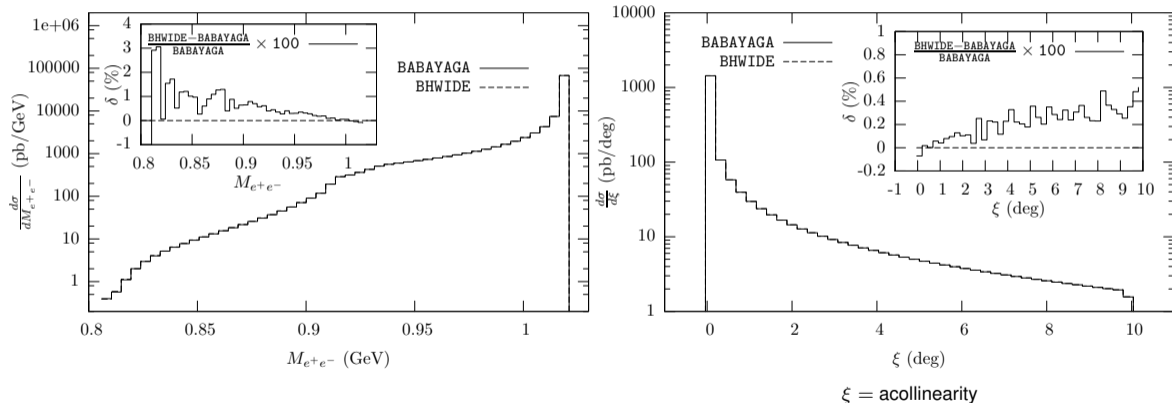 1e+06
100000
10000
1000
100
10
1
dσ/dM_{e⁺e⁻} (pb/GeV)
0.8 0.85 0.9 0.95 1
M_{e⁺e⁻} (GeV)
BABAYAGA
BHWIDE
BHWIDE−BABAYAGA/BABAYAGA × 100
4
3
2
1
0
-1
δ (%)
0.8 0.85 0.9 0.95 1
M_{e⁺e⁻}
10000
1000
100
10
1
dσ/dξ (pb/deg)
0 2 4 6 8 10
ξ (deg)
BABAYAGA
BHWIDE
BHWIDE−BABAYAGA/BABAYAGA × 100
1
0.8
0.6
0.4
0.2
0
-0.2
δ (%)
-1 0 1 2 3 4 5 6 7 8 9 10
ξ (deg)
ξ = acollinearity